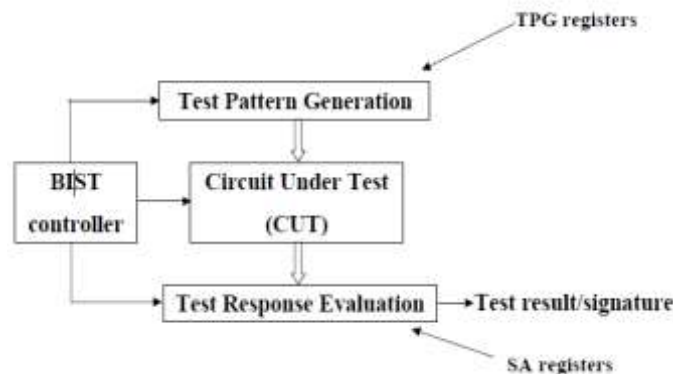 TPG registers
Test Pattern Generation
BIST
controller
Circuit Under Test
(CUT)
Test Response Evaluation
Test result/signature
SA registers